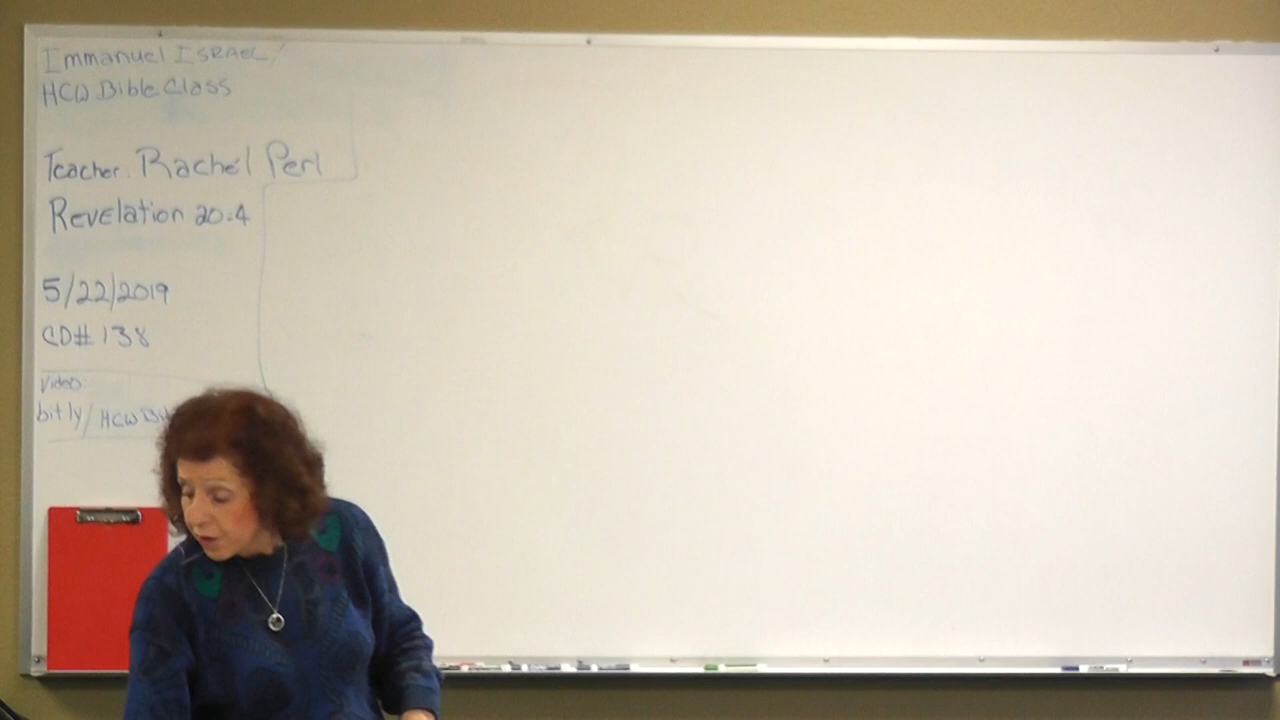 Immanuel ISRAEL/
HCW Bible Class
Teacher: Rachel Perl
Revelation 20:4
5/22/2019
CD# 138
Video:
bit.ly/HCWBi